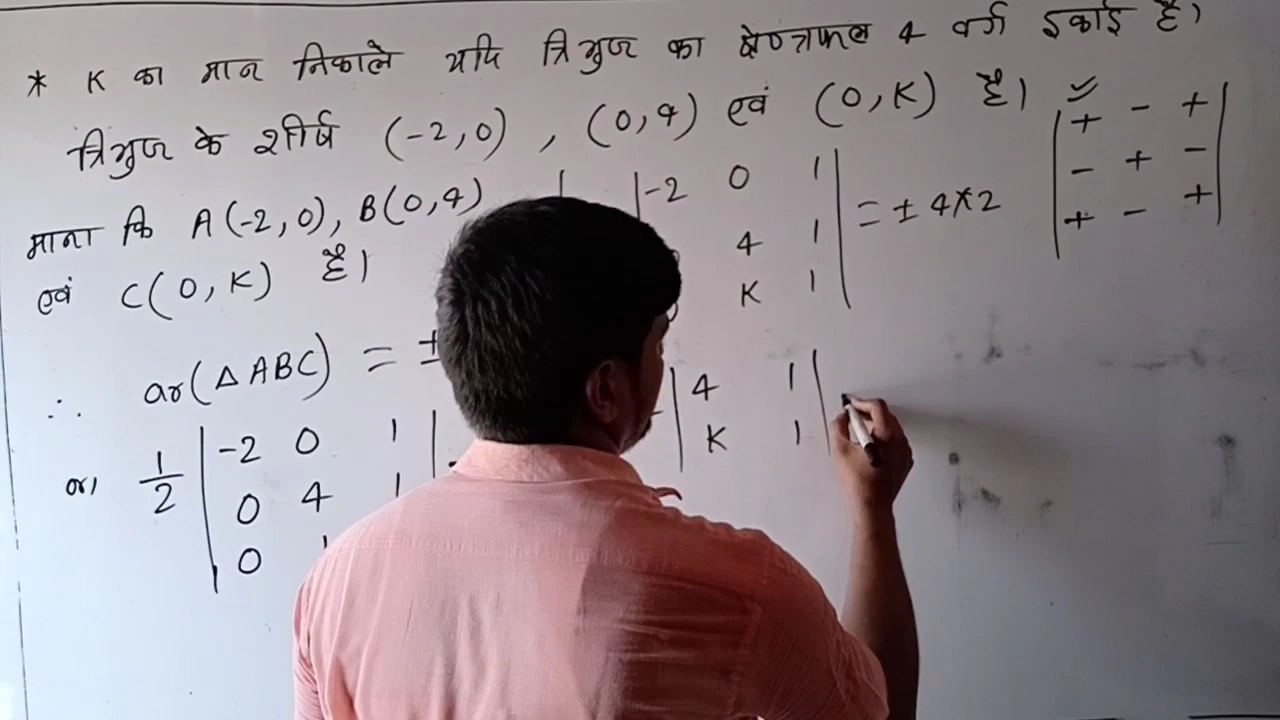 * K का मान निकाले यदि त्रिभुज का क्षेत्रफल 4 वर्ग इकाई है।
त्रिभुज के शीर्ष (-2,0), (0,4) एवं (0,K) है।
माना कि A(-2,0), B(0,4)
एवं C(0,K) है।
∴ ar(△ABC) = ±
or, 1/2 | -2 0 1 |
0 4 1
0
| -2 0 1 | = ± 4×2
4 1
K 1
| 4 1 |
| K 1 |
| + - + |
| - + - |
| + - + |